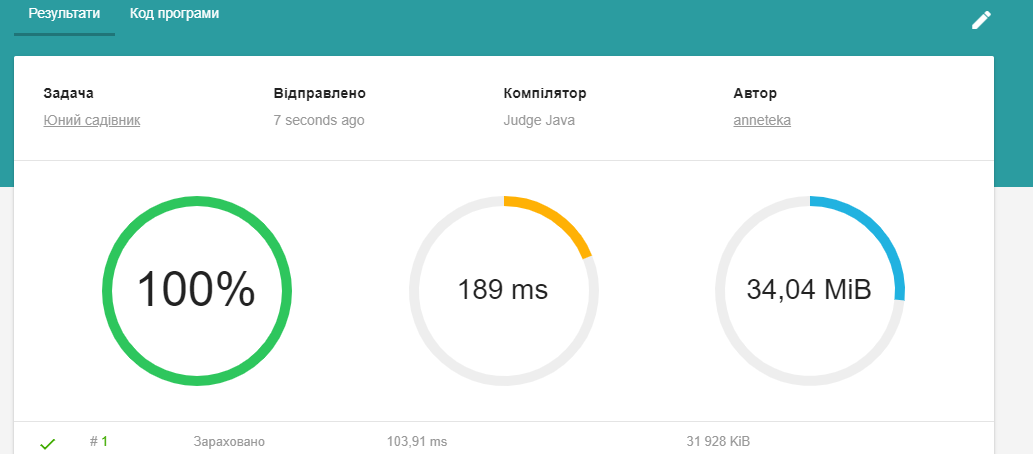 Результати Код програми
Задача Відправлено Компілятор Автор
Юний садівник 7 seconds ago Judge Java anneteka
100% 189 ms 34,04 MiB
# 1 Зараховано 103,91 ms 31 928 KiB